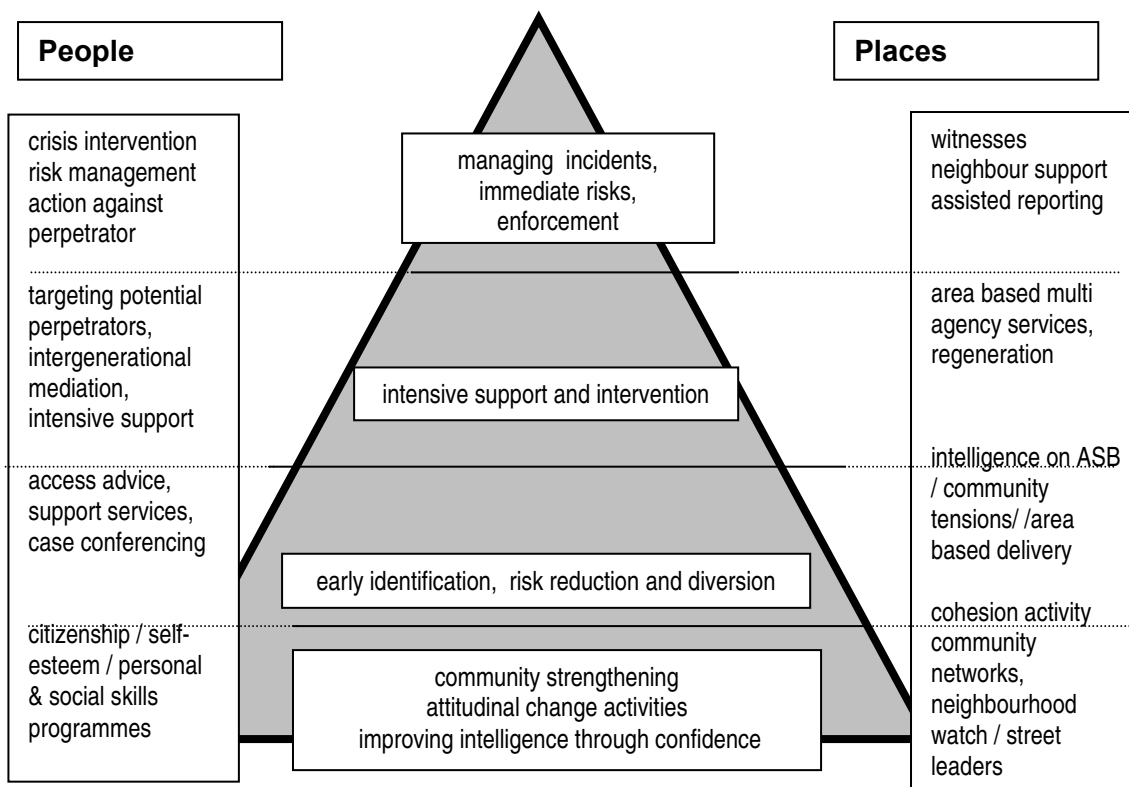 People
Places
crisis intervention
risk management
action against
perpetrator
managing incidents,
immediate risks,
enforcement
witnesses
neighbour support
assisted reporting
targeting potential
perpetrators,
intergenerational
mediation,
intensive support
intensive support and intervention
area based multi
agency services,
regeneration
access advice,
support services,
case conferencing
early identification, risk reduction and diversion
intelligence on ASB
/ community
tensions/ /area
based delivery
citizenship / self-
esteem / personal
& social skills
programmes
community strengthening
attitudinal change activities
improving intelligence through confidence
cohesion activity
community
networks,
neighbourhood
watch / street
leaders